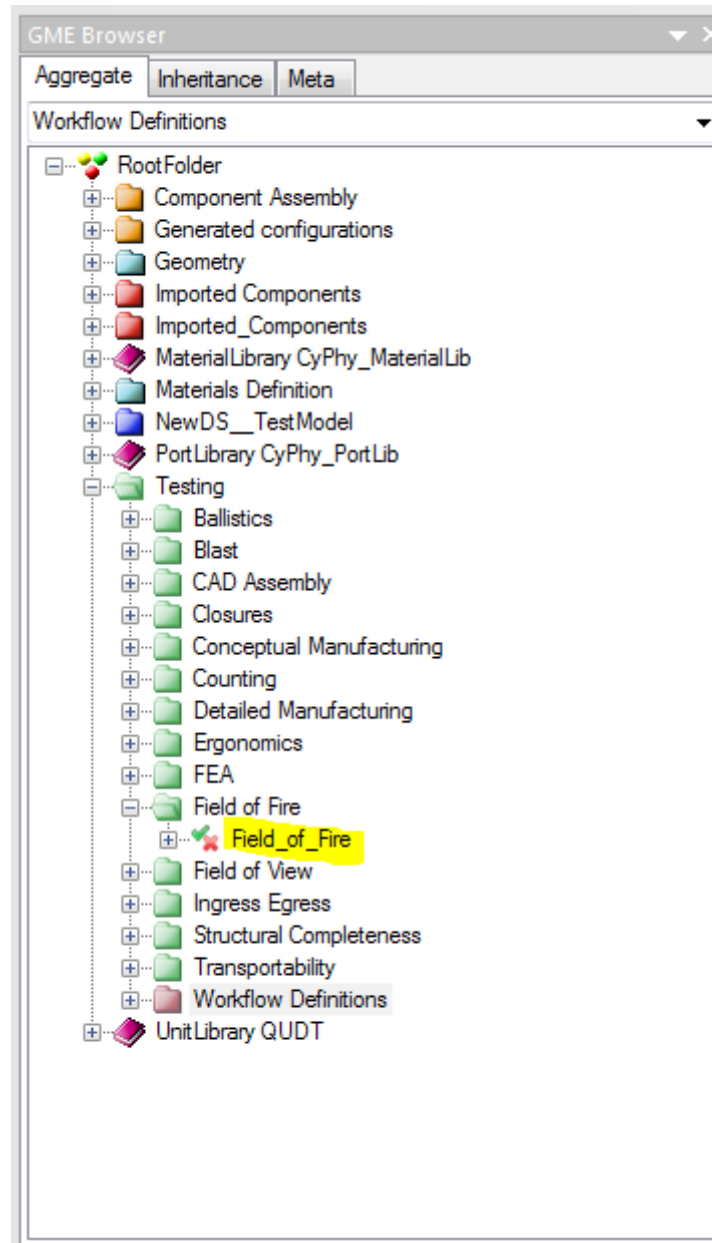 GME Browser
Aggregate Inheritance Meta
Workflow Definitions
RootFolder
Component Assembly
Generated configurations
Geometry
Imported Components
Imported_Components
MaterialLibrary CyPhy_MaterialLib
Materials Definition
NewDS__TestModel
PortLibrary CyPhy_PortLib
Testing
Ballistics
Blast
CAD Assembly
Closures
Conceptual Manufacturing
Counting
Detailed Manufacturing
Ergonomics
FEA
Field of Fire
Field_of_Fire
Field of View
Ingress Egress
Structural Completeness
Transportability
Workflow Definitions
UnitLibrary QUDT